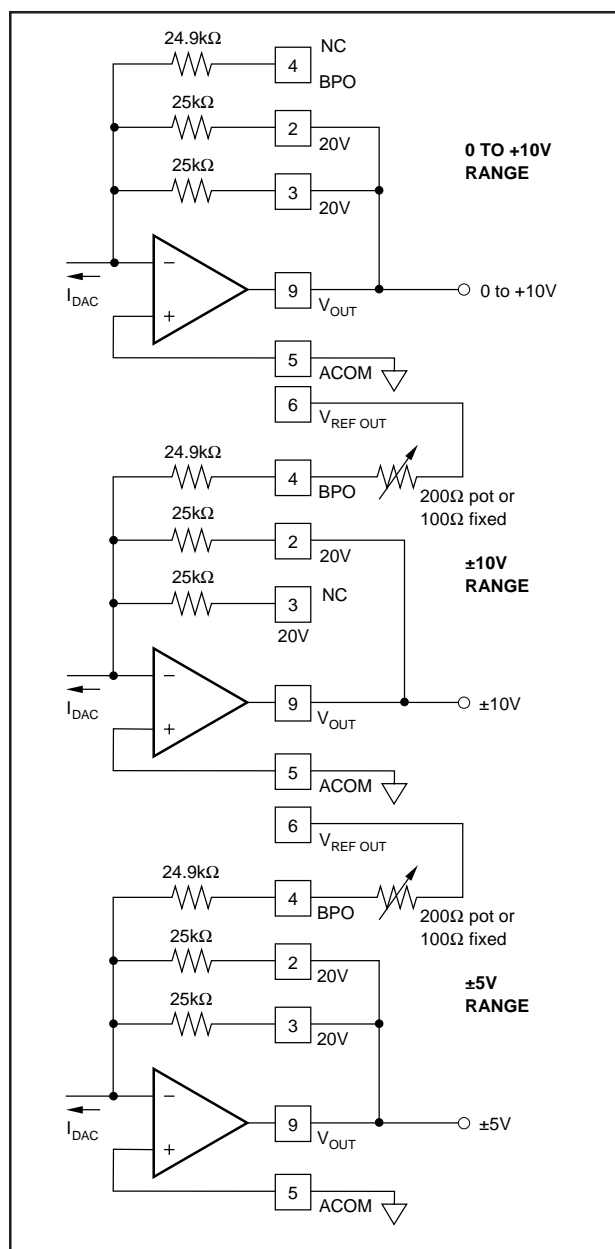 24.9kΩ
4
NC
BPO
25kΩ
2
20V
0 TO +10V
RANGE
25kΩ
3
20V
−
+
I_DAC
9
V_OUT
0 to +10V
5
ACOM
6
V_REF OUT
24.9kΩ
4
BPO
200Ω pot or
100Ω fixed
25kΩ
2
20V
±10V
RANGE
25kΩ
3
NC
20V
−
+
I_DAC
9
V_OUT
±10V
5
ACOM
6
V_REF OUT
24.9kΩ
4
BPO
200Ω pot or
100Ω fixed
25kΩ
2
20V
±5V
RANGE
25kΩ
3
20V
−
+
I_DAC
9
V_OUT
±5V
5
ACOM